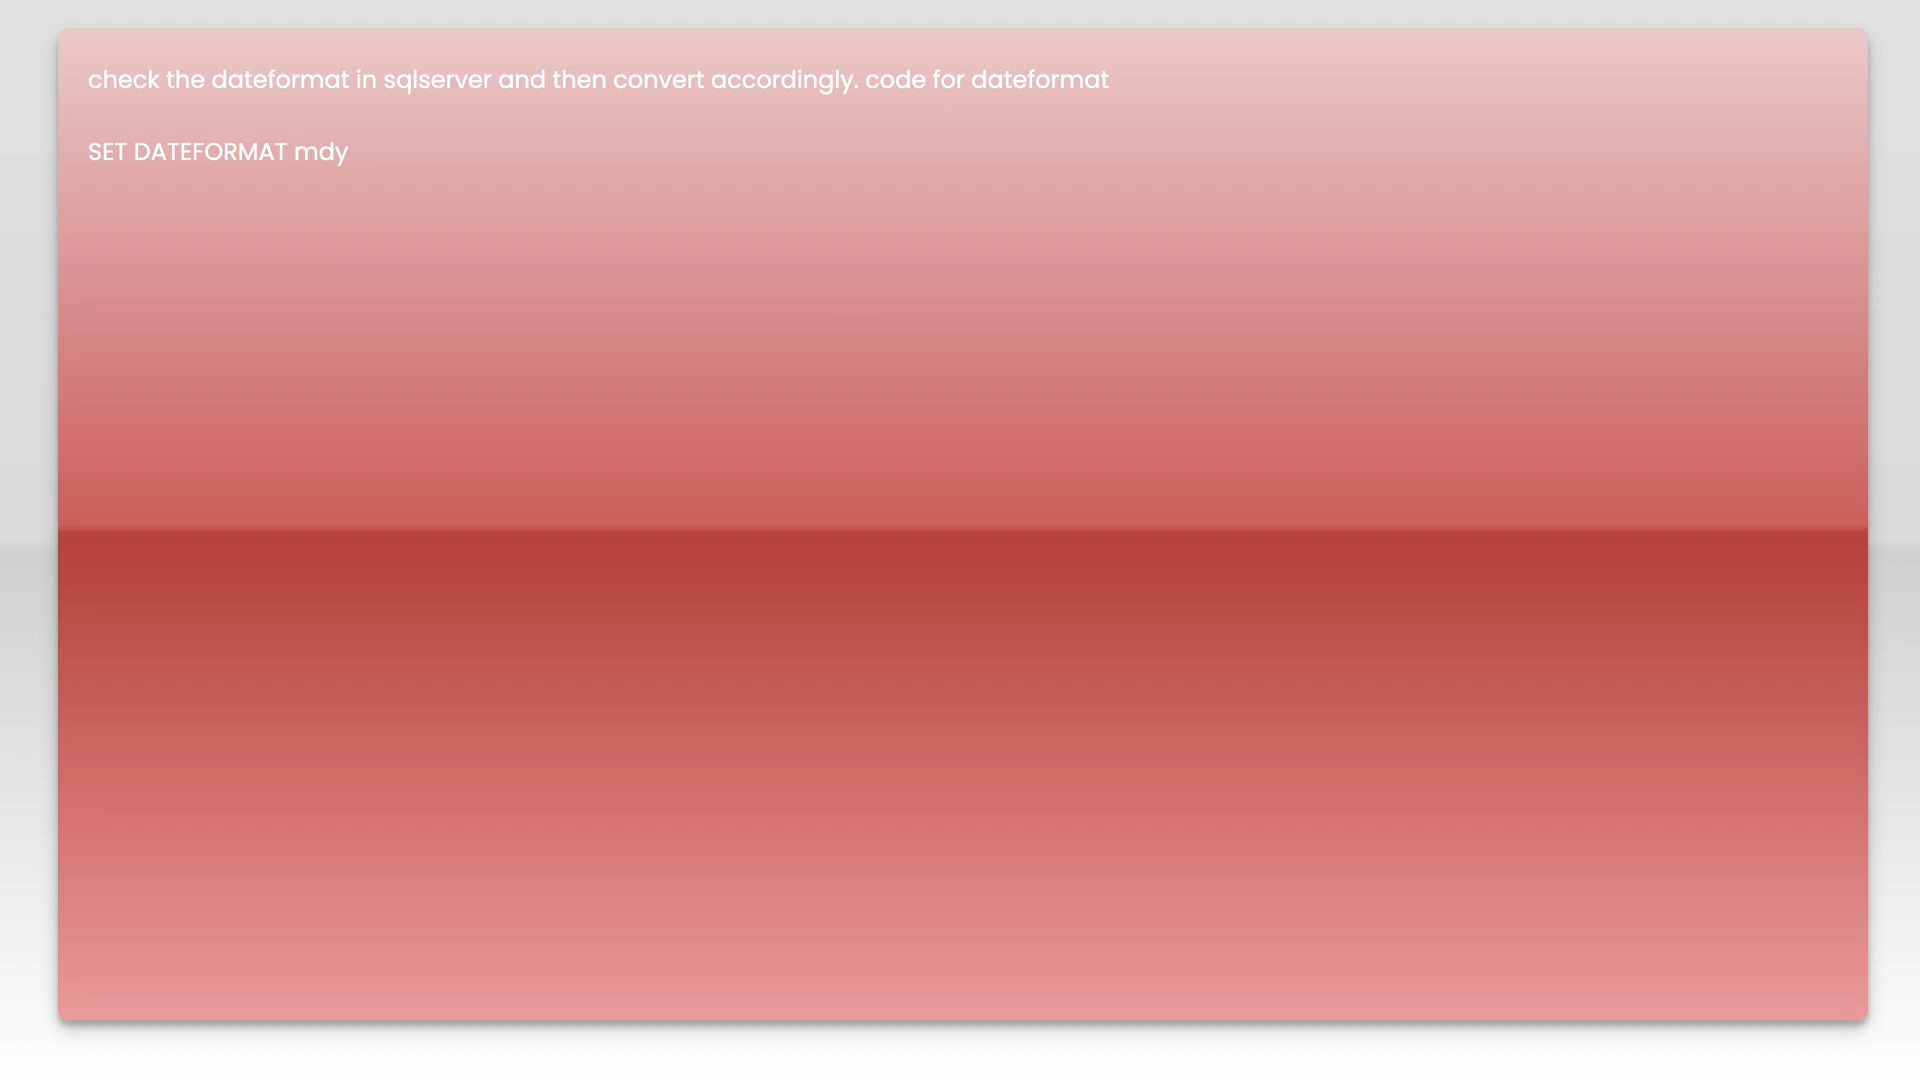 check the dateformat in sqlserver and then convert accordingly. code for dateformat
SET DATEFORMAT mdy